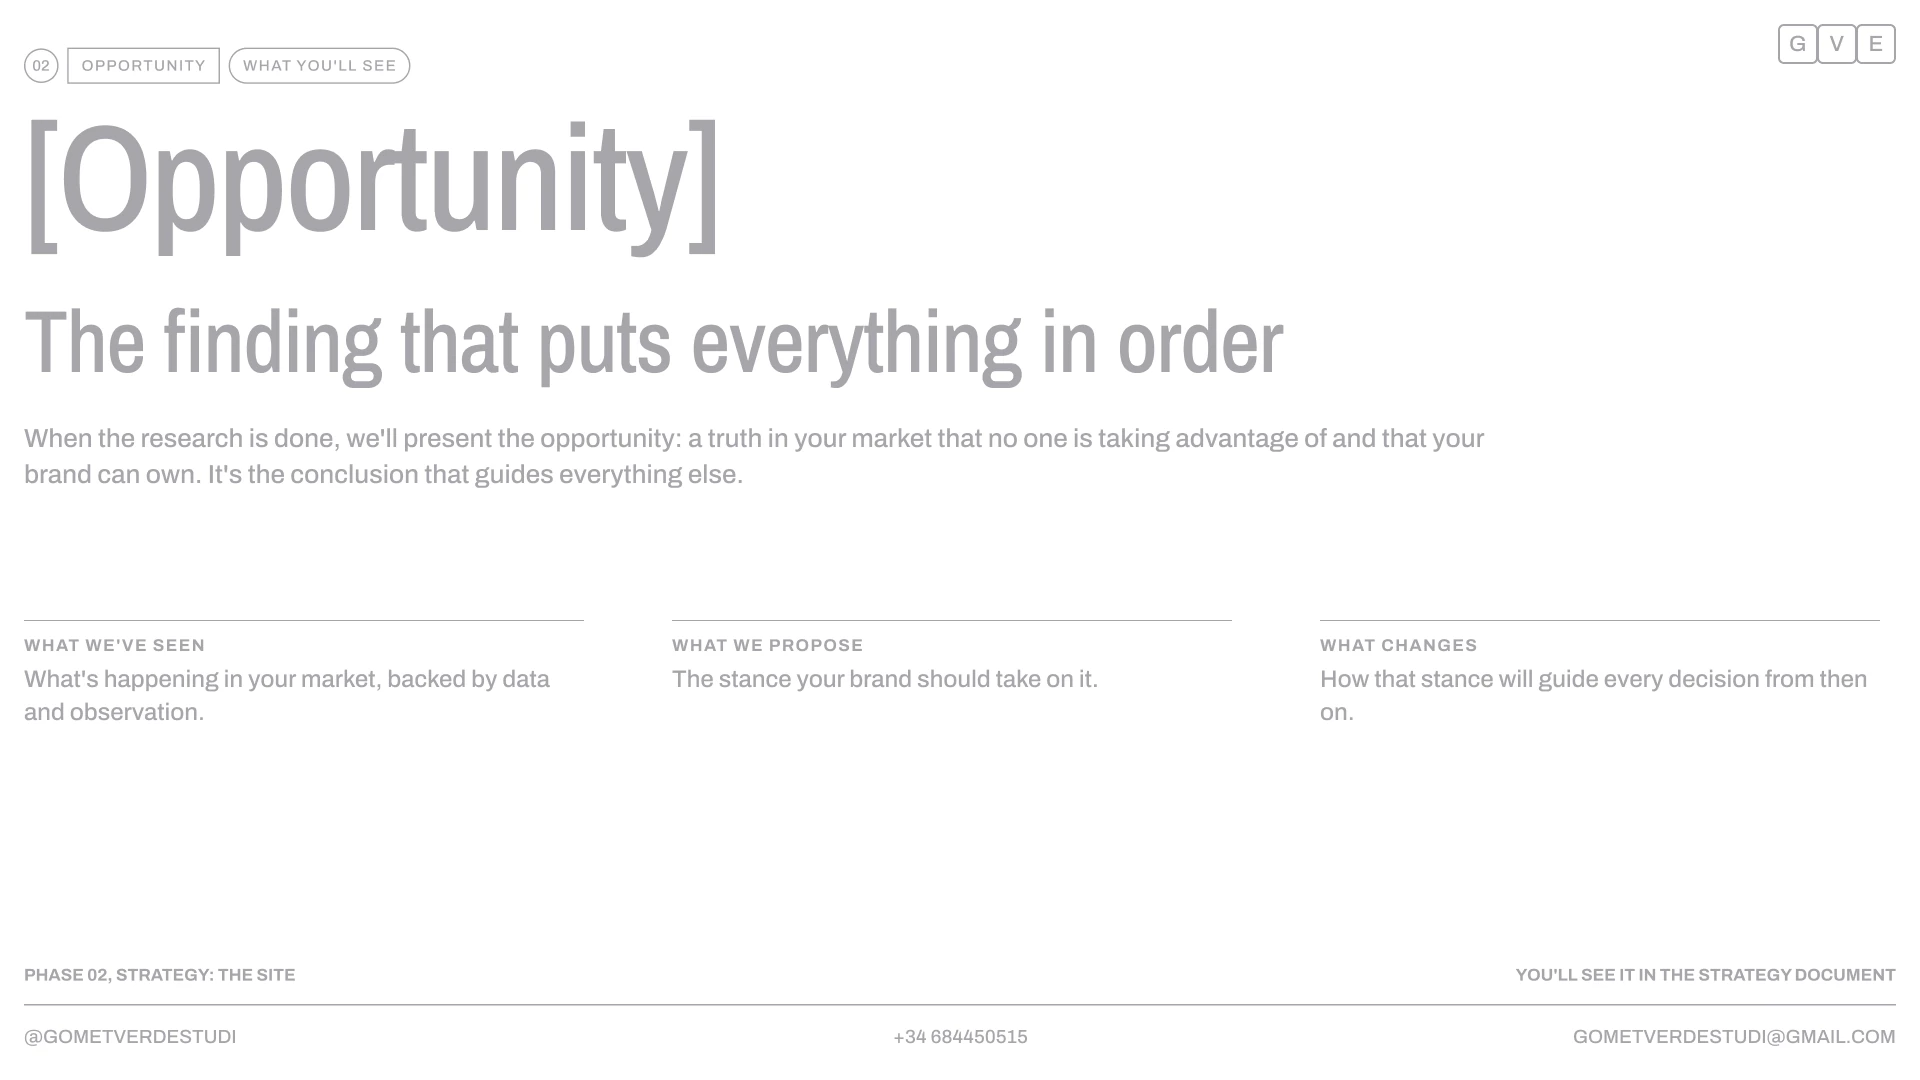 02 OPPORTUNITY WHAT YOU'LL SEE
G V E
[Opportunity]
The finding that puts everything in order
When the research is done, we'll present the opportunity: a truth in your market that no one is taking advantage of and that your
brand can own. It's the conclusion that guides everything else.
WHAT WE'VE SEEN
What's happening in your market, backed by data
and observation.
WHAT WE PROPOSE
The stance your brand should take on it.
WHAT CHANGES
How that stance will guide every decision from then
on.
PHASE 02, STRATEGY: THE SITE
YOU'LL SEE IT IN THE STRATEGY DOCUMENT
@GOMETVERDESTUDI
+34 684450515
GOMETVERDESTUDI@GMAIL.COM